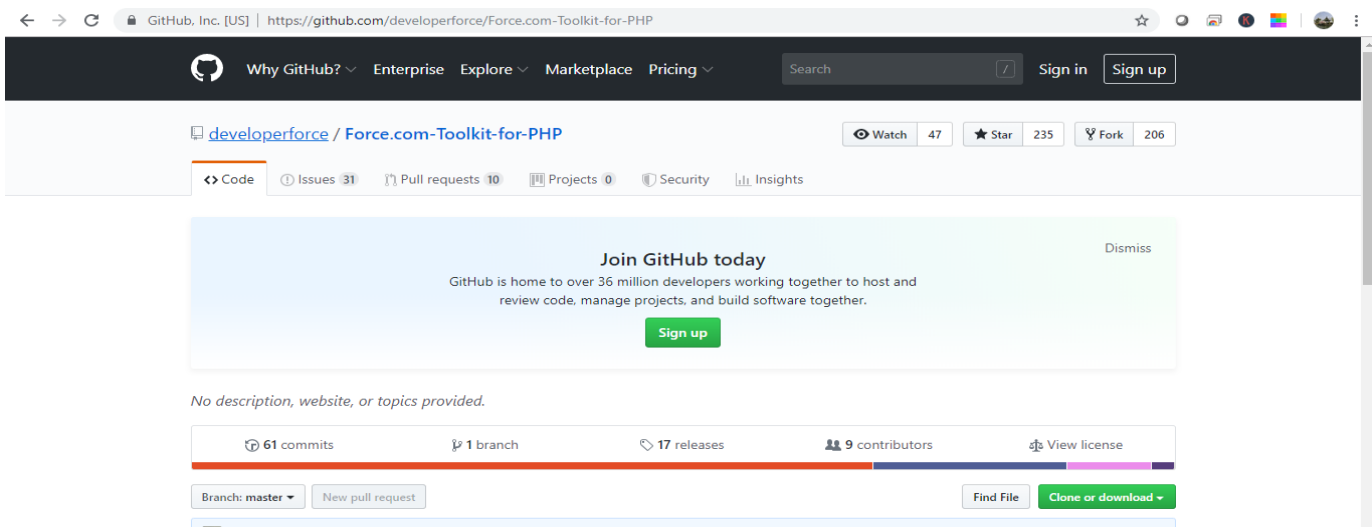 GitHub, Inc. [US] | https://github.com/developerforce/Force.com-Toolkit-for-PHP
K
Why GitHub? Enterprise Explore Marketplace Pricing Search / Sign in Sign up
developerforce / Force.com-Toolkit-for-PHP Watch 47 Star 235 Fork 206
<> Code Issues 31 Pull requests 10 Projects 0 Security Insights
Dismiss
Join GitHub today
GitHub is home to over 36 million developers working together to host and
review code, manage projects, and build software together.
Sign up
No description, website, or topics provided.
61 commits 1 branch 17 releases 9 contributors View license
Branch: master New pull request Find File Clone or download